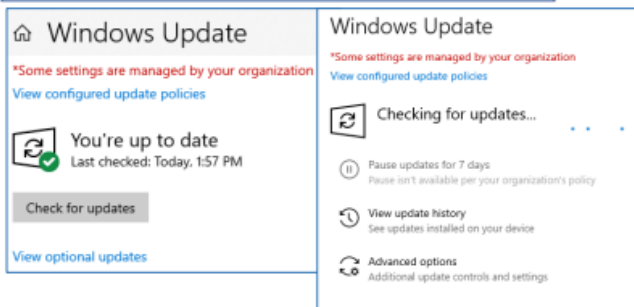 Windows Update
*Some settings are managed by your organization
View configured update policies
You're up to date
Last checked: Today, 1:57 PM
Check for updates
View optional updates
Windows Update
*Some settings are managed by your organization
View configured update policies
Checking for updates...
Pause updates for 7 days
Pause isn't available per your organization's policy
View update history
See updates installed on your device
Advanced options
Additional update controls and settings